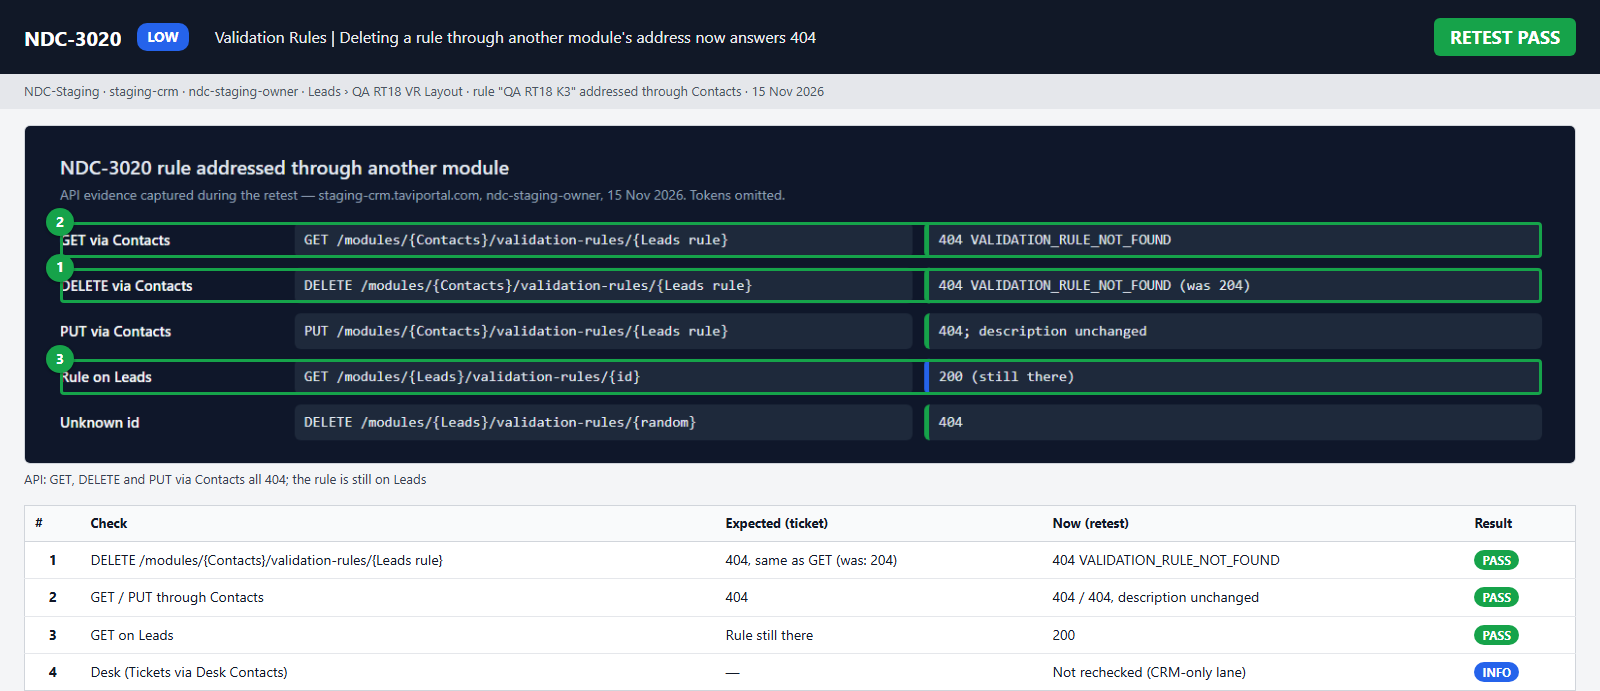 NDC-3020 LOW Validation Rules | Deleting a rule through another module's address now answers 404 RETEST PASS
NDC-Staging · staging-crm · ndc-staging-owner · Leads › QA RT18 VR Layout · rule "QA RT18 K3" addressed through Contacts · 15 Nov 2026
NDC-3020 rule addressed through another module
API evidence captured during the retest — staging-crm.taviportal.com, ndc-staging-owner, 15 Nov 2026. Tokens omitted.
2
GET via Contacts GET /modules/{Contacts}/validation-rules/{Leads rule} 404 VALIDATION_RULE_NOT_FOUND
1
DELETE via Contacts DELETE /modules/{Contacts}/validation-rules/{Leads rule} 404 VALIDATION_RULE_NOT_FOUND (was 204)
PUT via Contacts PUT /modules/{Contacts}/validation-rules/{Leads rule} 404; description unchanged
3
Rule on Leads GET /modules/{Leads}/validation-rules/{id} 200 (still there)
Unknown id DELETE /modules/{Leads}/validation-rules/{random} 404
API: GET, DELETE and PUT via Contacts all 404; the rule is still on Leads
# Check Expected (ticket) Now (retest) Result
1 DELETE /modules/{Contacts}/validation-rules/{Leads rule} 404, same as GET (was: 204) 404 VALIDATION_RULE_NOT_FOUND PASS
2 GET / PUT through Contacts 404 404 / 404, description unchanged PASS
3 GET on Leads Rule still there 200 PASS
4 Desk (Tickets via Desk Contacts) — Not rechecked (CRM-only lane) INFO